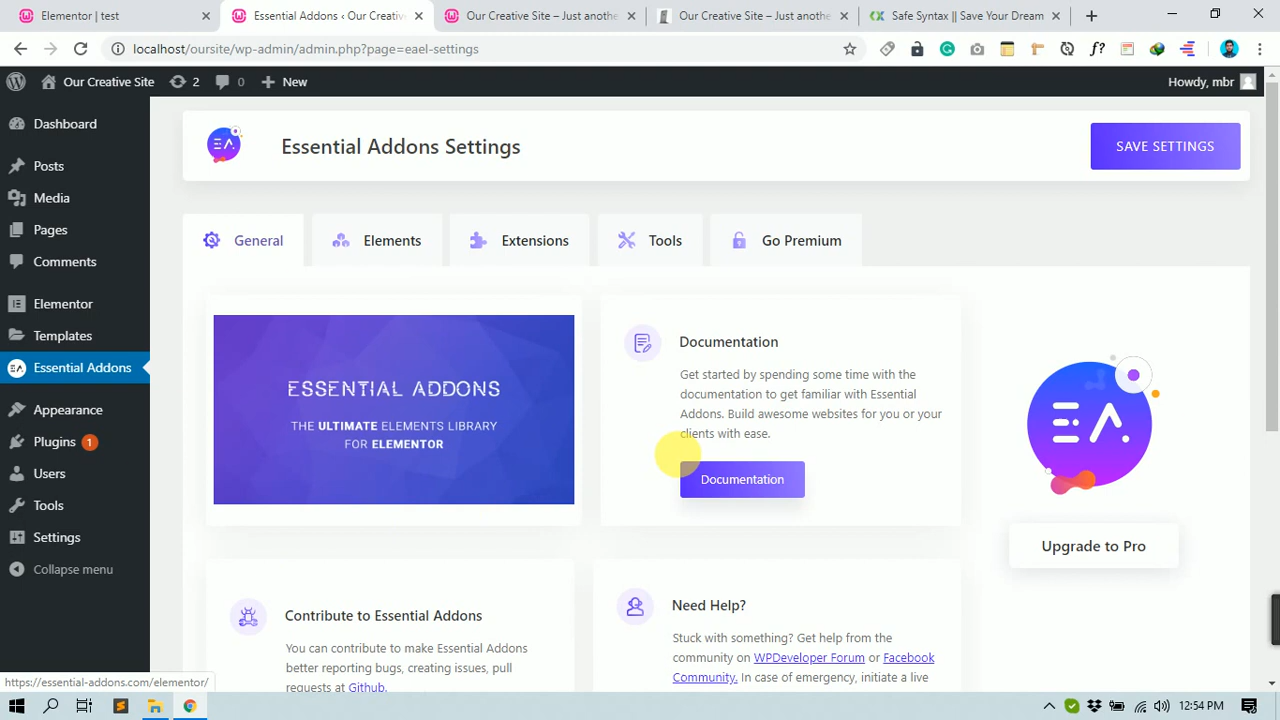 Elementor | test
Essential Addons ‹ Our Creative
Our Creative Site – Just anothe
Our Creative Site – Just anothe
Safe Syntax || Save Your Dream
localhost/oursite/wp-admin/admin.php?page=eael-settings
f?
Our Creative Site
2
0
New
Howdy, mbr
Dashboard
Posts
Media
Pages
Comments
Elementor
Templates
Essential Addons
Appearance
Plugins 1
Users
Tools
Settings
Collapse menu
Essential Addons Settings
SAVE SETTINGS
General
Elements
Extensions
Tools
Go Premium
ESSENTIAL ADDONS
THE ULTIMATE ELEMENTS LIBRARY
FOR ELEMENTOR
Documentation
Get started by spending some time with the
documentation to get familiar with Essential
Addons. Build awesome websites for you or your
clients with ease.
Documentation
Upgrade to Pro
Contribute to Essential Addons
You can contribute to make Essential Addons
better reporting bugs, creating issues, pull
requests at Github.
Need Help?
Stuck with something? Get help from the
community on WPDeveloper Forum or Facebook
Community. In case of emergency, initiate a live
https://essential-addons.com/elementor/
12:54 PM